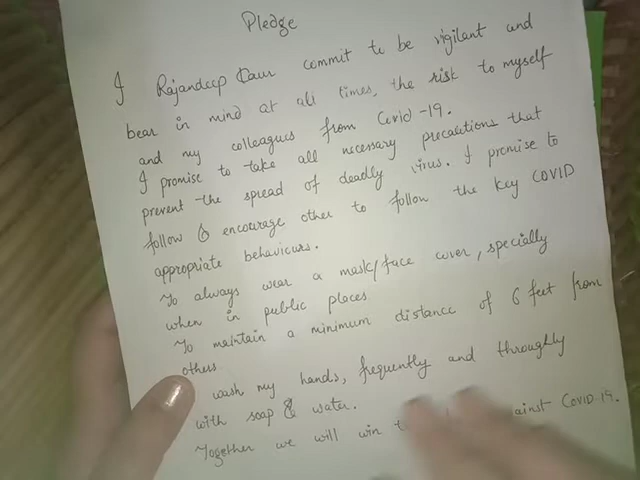 Pledge
I Rajandeep Kaur commit to be vigilant and
bear in mind at all times, the risk to myself
and my colleagues from Covid-19.
I promise to take all necessary precautions that
prevent the spread of deadly virus. I promise to
follow & encourage other to follow the key COVID
appropriate behaviours.
To always wear a mask/face cover, specially
when in public places
To maintain a minimum distance of 6 feet from
others
wash my hands, frequently and throughly
with soap & water.
Together we will win Covid-19.